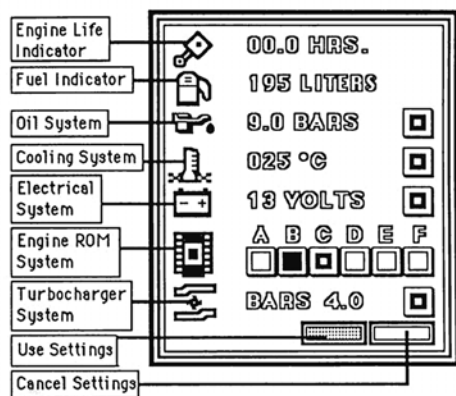 Engine Life
Indicator
00.0 HRS.
Fuel Indicator
195 LITERS
Oil System
9.0 BARS
Cooling System
025 °C
Electrical
System
- +
13 VOLTS
Engine ROM
System
A B C D E F
Turbocharger
System
BARS 4.0
Use Settings
Cancel Settings